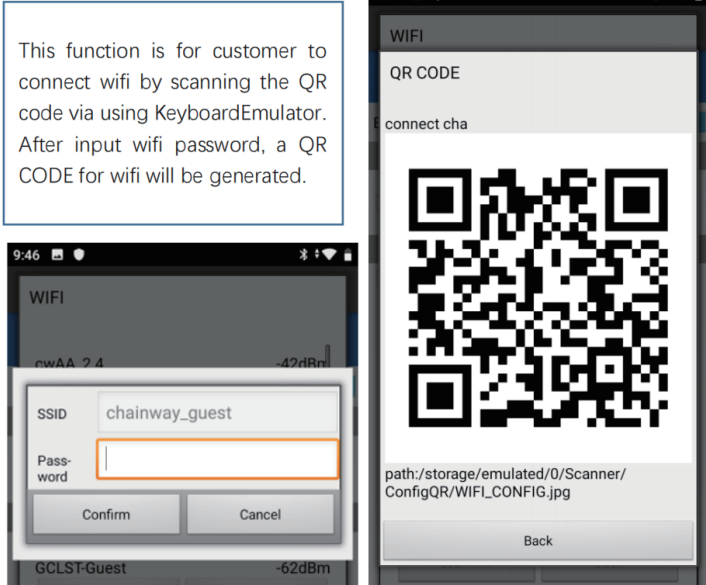 This function is for customer to
connect wifi by scanning the QR
code via using KeyboardEmulator.
After input wifi password, a QR
CODE for wifi will be generated.
9:46
WIFI
cwAA_2.4 -42dBm
SSID chainway_guest
Pass-
word
Confirm Cancel
GCLST-Guest -62dBm
WIFI
QR CODE
connect cha
path:/storage/emulated/0/Scanner/
ConfigQR/WIFI_CONFIG.jpg
Back